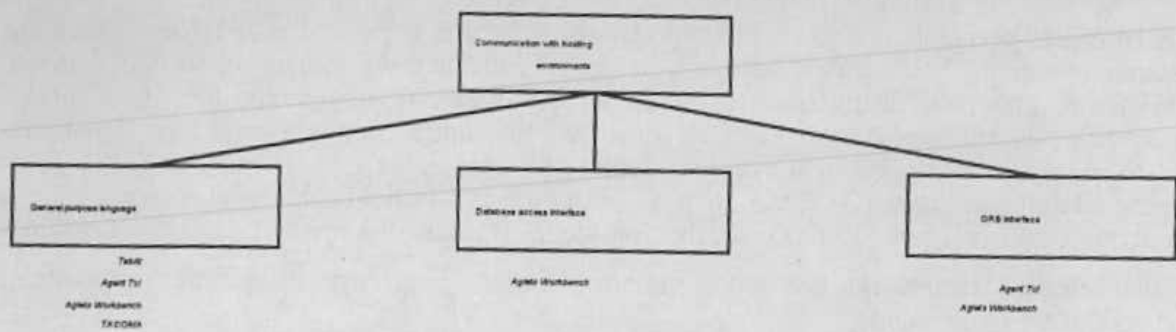 Communication with hosting
environments
General purpose language
Database access interface
ORB interface
Agent Tcl
Aglets Workbench
TACOMA
Aglets Workbench
Agent Tcl
Aglets Workbench